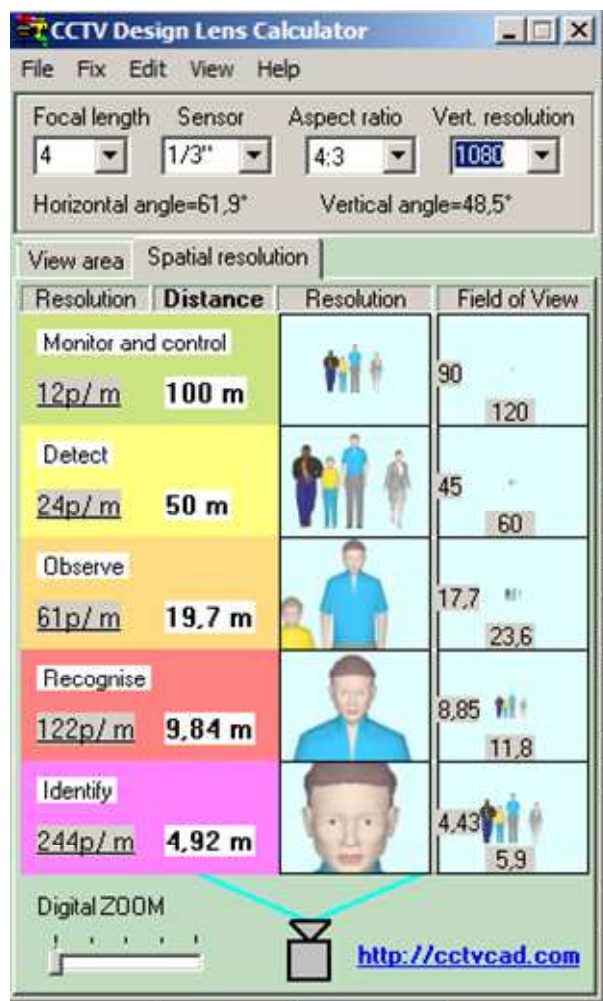 CCTV Design Lens Calculator
File Fix Edit View Help
Focal length Sensor Aspect ratio Vert. resolution
4 1/3" 4:3 1080
Horizontal angle=61,9° Vertical angle=48,5°
View area Spatial resolution
Resolution Distance Resolution Field of View
Monitor and control
12p/ m 100 m 90
120
Detect
24p/ m 50 m 45
60
Observe
61p/ m 19,7 m 17,7
23,6
Recognise
122p/ m 9,84 m 8,85
11,8
Identify
244p/ m 4,92 m 4,43
5,9
Digital ZOOM
http://cctvcad.com